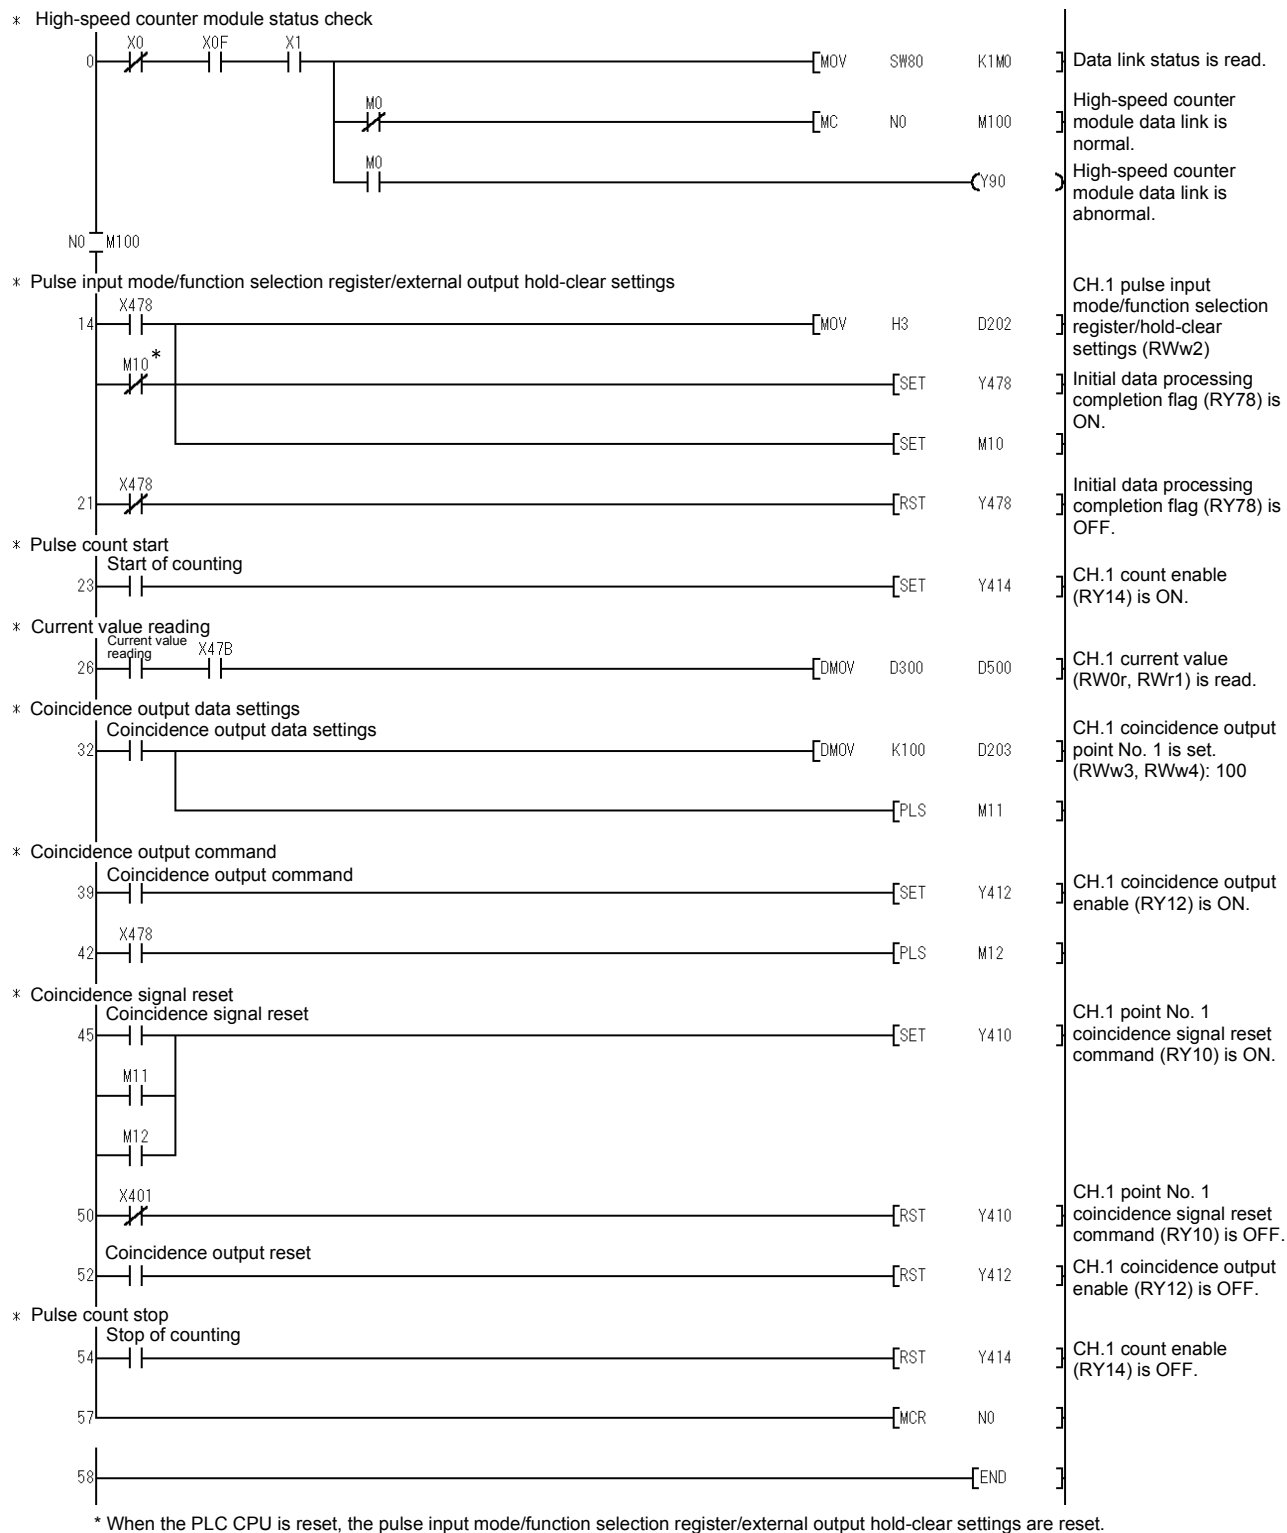 * High-speed counter module status check
X0 X0F X1
0 MOV SW80 K1M0 Data link status is read.
M0
MC N0 M100
High-speed counter
module data link is
normal.
M0
Y90
High-speed counter
module data link is
abnormal.
N0 M100
* Pulse input mode/function selection register/external output hold-clear settings
X478
14 MOV H3 D202
CH.1 pulse input
mode/function selection
register/hold-clear
settings (RWw2)
M10 *
SET Y478
Initial data processing
completion flag (RY78) is
ON.
SET M10
X478
21 RST Y478
Initial data processing
completion flag (RY78) is
OFF.
* Pulse count start
Start of counting
23 SET Y414
CH.1 count enable
(RY14) is ON.
* Current value reading
Current value
reading X47B
26 DMOV D300 D500
CH.1 current value
(RW0r, RWr1) is read.
* Coincidence output data settings
Coincidence output data settings
32 DMOV K100 D203
CH.1 coincidence output
point No. 1 is set.
(RWw3, RWw4): 100
PLS M11
* Coincidence output command
Coincidence output command
39 SET Y412
CH.1 coincidence output
enable (RY12) is ON.
X478
42 PLS M12
* Coincidence signal reset
Coincidence signal reset
45 SET Y410
CH.1 point No. 1
coincidence signal reset
command (RY10) is ON.
M11
M12
X401
50 RST Y410
CH.1 point No. 1
coincidence signal reset
command (RY10) is OFF.
Coincidence output reset
52 RST Y412
CH.1 coincidence output
enable (RY12) is OFF.
* Pulse count stop
Stop of counting
54 RST Y414
CH.1 count enable
(RY14) is OFF.
57 MCR N0
58 END
* When the PLC CPU is reset, the pulse input mode/function selection register/external output hold-clear settings are reset.